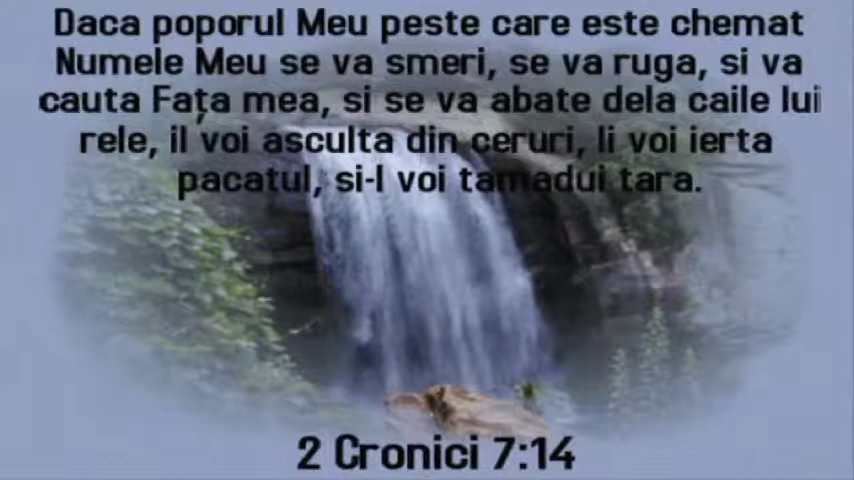 Daca poporul Meu peste care este chemat
Numele Meu se va smeri, se va ruga, si va
cauta Fața mea, si se va abate dela caile lui
rele, il voi asculta din ceruri, Ii voi ierta
pacatul, si-l voi tamadui tara.
2 Cronici 7:14